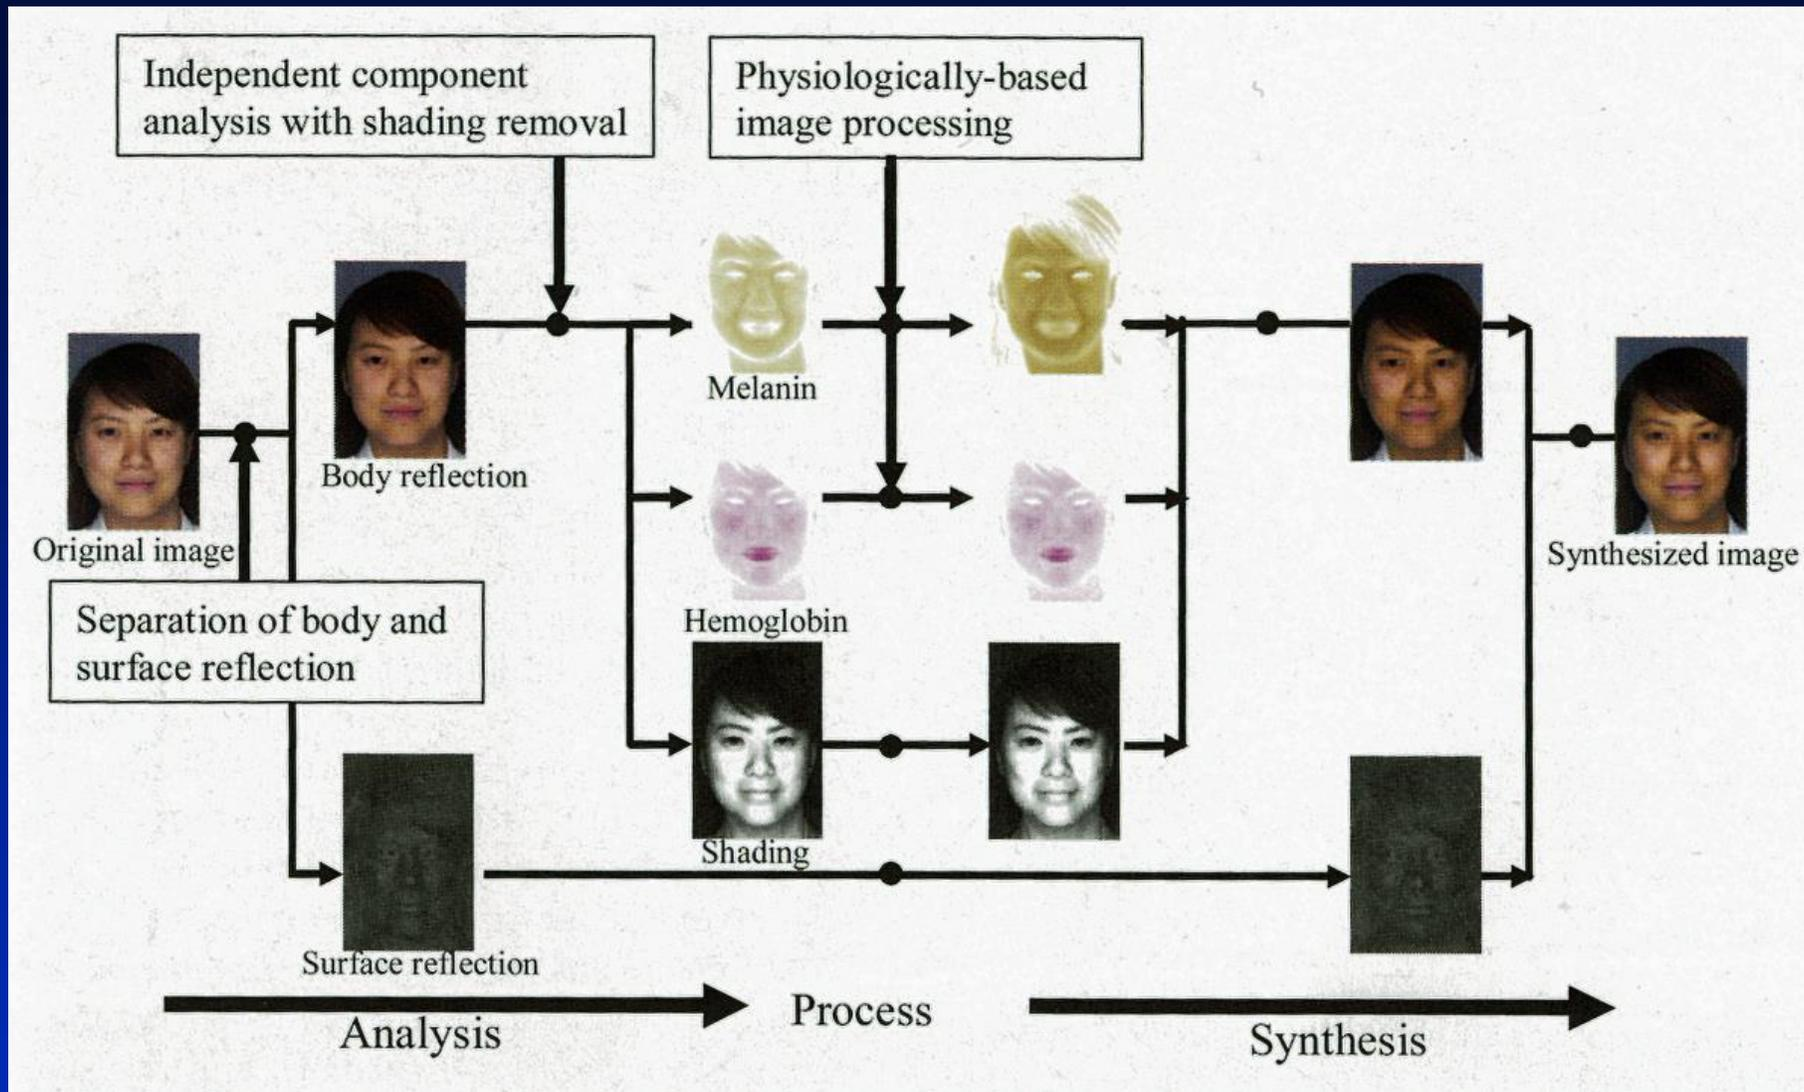 Independent component
analysis with shading removal
Physiologically-based
image processing
Melanin
Body reflection
Original image
Synthesized image
Separation of body and
surface reflection
Hemoglobin
Shading
Surface reflection
Analysis
Process
Synthesis